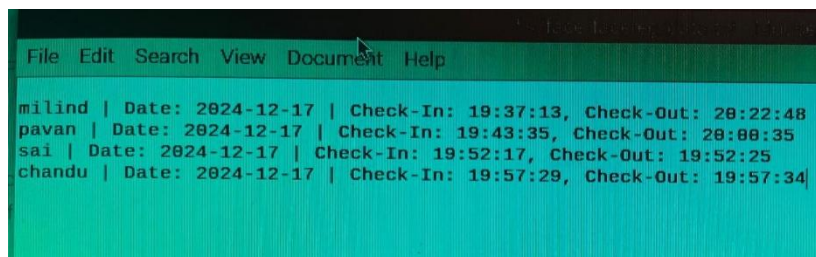 File Edit Search View Document Help
milind | Date: 2024-12-17 | Check-In: 19:37:13, Check-Out: 20:22:48
pavan | Date: 2024-12-17 | Check-In: 19:43:35, Check-Out: 20:00:35
sai | Date: 2024-12-17 | Check-In: 19:52:17, Check-Out: 19:52:25
chandu | Date: 2024-12-17 | Check-In: 19:57:29, Check-Out: 19:57:34